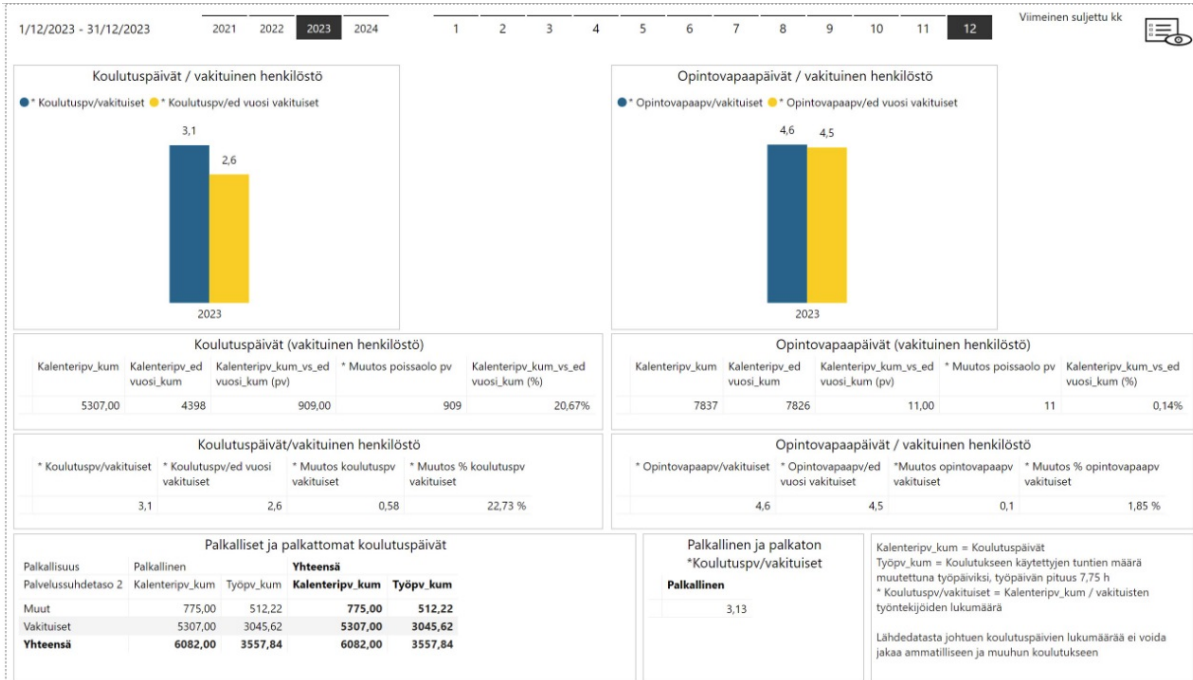 1/12/2023 - 31/12/2023 2021 2022 2023 2024 1 2 3 4 5 6 7 8 9 10 11 12 Viimeinen suljettu kk
Koulutuspäivät / vakituinen henkilöstö
* Koulutuspv/vakituiset * Koulutuspv/ed vuosi vakituiset
3,1
2,6
2023
Opintovapaapäivät / vakituinen henkilöstö
* Opintovapaapv/vakituiset * Opintovapaapv/ed vuosi vakituiset
4,6 4,5
2023
Koulutuspäivät (vakituinen henkilöstö)
Kalenteripv_kum Kalenteripv_ed Kalenteripv_kum_vs_ed * Muutos poissaolo pv Kalenteripv_kum_vs_ed
vuosi_kum vuosi_kum (pv) vuosi_kum (%)
5307,00 4398 909,00 909 20,67%
Opintovapaapäivät (vakituinen henkilöstö)
Kalenteripv_kum Kalenteripv_ed Kalenteripv_kum_vs_ed * Muutos poissaolo pv Kalenteripv_kum_vs_ed
vuosi_kum vuosi_kum (pv) vuosi_kum (%)
7837 7826 11,00 11 0,14%
Koulutuspäivät/vakituinen henkilöstö
* Koulutuspv/vakituiset * Koulutuspv/ed vuosi * Muutos koulutuspv * Muutos % koulutuspv
vakituiset vakituiset vakituiset
3,1 2,6 0,58 22,73 %
Opintovapaapäivät / vakituinen henkilöstö
* Opintovapaapv/vakituiset * Opintovapaapv/ed *Muutos opintovapaapv * Muutos % opintovapaapv
vuosi vakituiset vakituiset vakituiset
4,6 4,5 0,1 1,85 %
Palkalliset ja palkattomat koulutuspäivät
Palkallisuus Palkallinen Yhteensä
Palvelussuhdetaso 2 Kalenteripv_kum Työpv_kum Kalenteripv_kum Työpv_kum
Muut 775,00 512,22 775,00 512,22
Vakituiset 5307,00 3045,62 5307,00 3045,62
Yhteensä 6082,00 3557,84 6082,00 3557,84
Palkallinen ja palkaton
*Koulutuspv/vakituiset
Palkallinen
3,13
Kalenteripv_kum = Koulutuspäivät
Työpv_kum = Koulutukseen käytettyjen tuntien määrä
muutettuna työpäiviksi, työpäivän pituus 7,75 h
* Koulutuspv/vakituiset = Kalenteripv_kum / vakituisten
työntekijöiden lukumäärä
Lähdedatasta johtuen koulutuspäivien lukumäärää ei voida
jakaa ammatilliseen ja muuhun koulutukseen